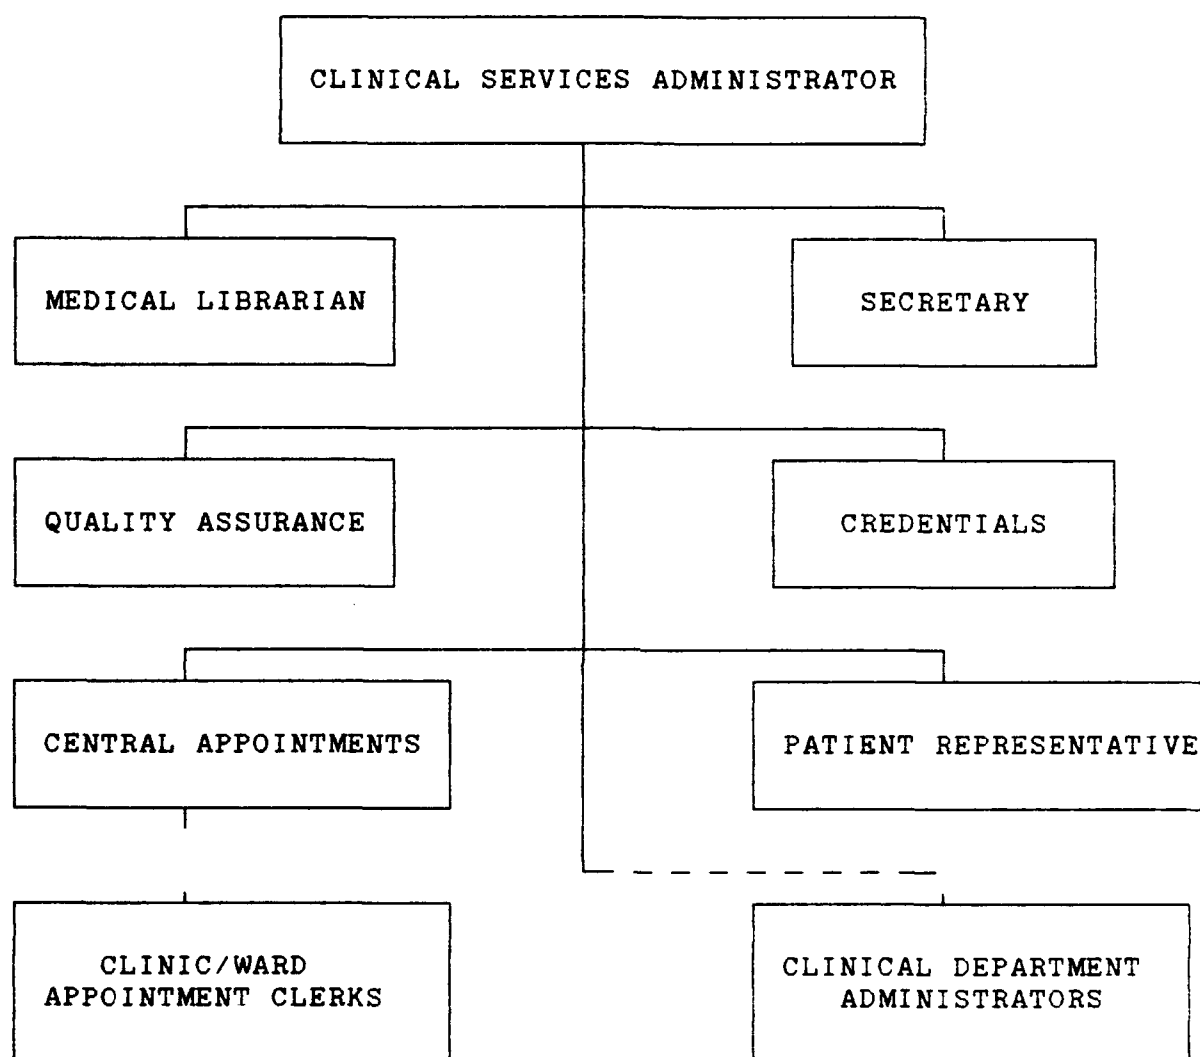 CLINICAL SERVICES ADMINISTRATOR
MEDICAL LIBRARIAN
SECRETARY
QUALITY ASSURANCE
CREDENTIALS
CENTRAL APPOINTMENTS
PATIENT REPRESENTATIVE
CLINIC/WARD
APPOINTMENT CLERKS
CLINICAL DEPARTMENT
ADMINISTRATORS